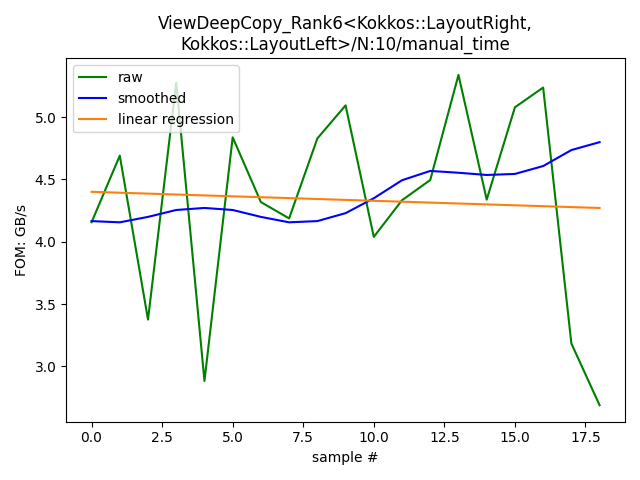 ViewDeepCopy_Rank6<Kokkos::LayoutRight,
Kokkos::LayoutLeft>/N:10/manual_time
raw
smoothed
linear regression
FOM: GB/s
5.0
4.5
4.0
3.5
3.0
0.0 2.5 5.0 7.5 10.0 12.5 15.0 17.5
sample #